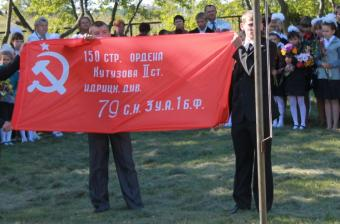 150 СТР. ОРДЕНА
КУТУЗОВА II СТ.
ИДРИЦК. ДИВ.
79 С.К. 3 У.А. 1 Б.Ф.